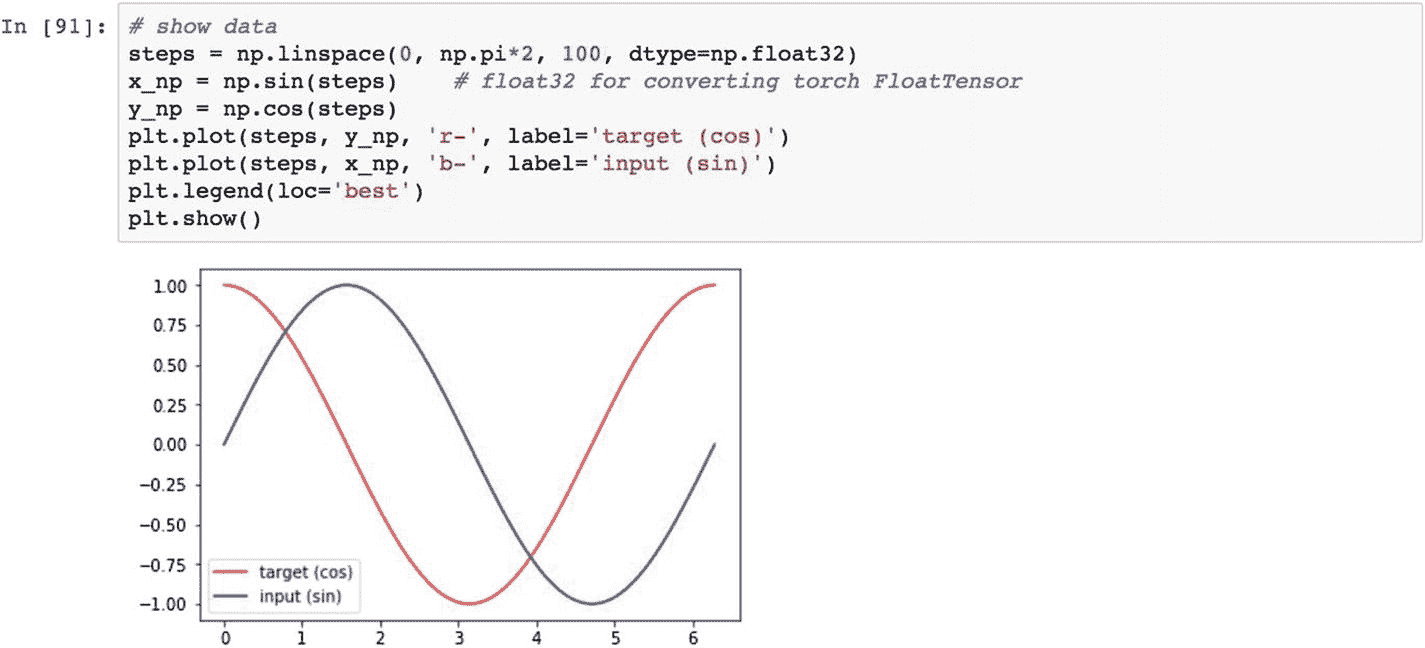 In [91]:
# show data
steps = np.linspace(0, np.pi*2, 100, dtype=np.float32)
x_np = np.sin(steps)    # float32 for converting torch FloatTensor
y_np = np.cos(steps)
plt.plot(steps, y_np, 'r-', label='target (cos)')
plt.plot(steps, x_np, 'b-', label='input (sin)')
plt.legend(loc='best')
plt.show()
1.00
0.75
0.50
0.25
0.00
−0.25
−0.50
−0.75
−1.00
target (cos)
input (sin)
0 1 2 3 4 5 6